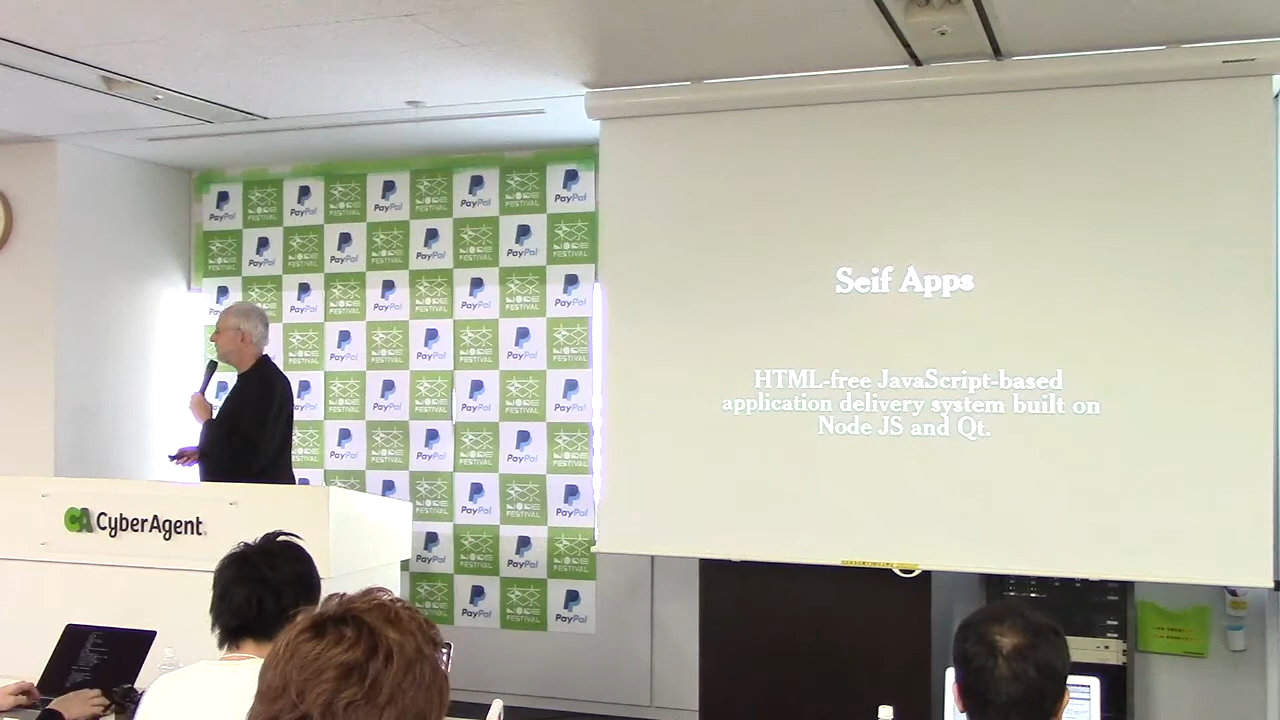 Seif Apps
HTML-free JavaScript-based
application delivery system built on
Node JS and Qt.
PayPal
NODE
FESTIVAL
CA CyberAgent